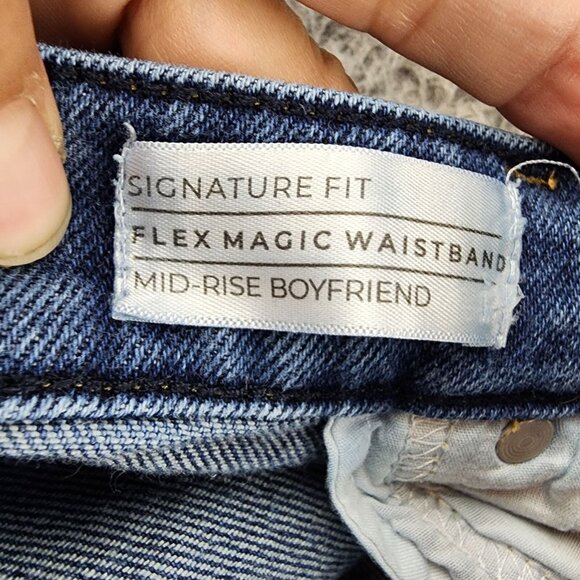 SIGNATURE FIT
FLEX MAGIC WAISTBAND
MID-RISE BOYFRIEND